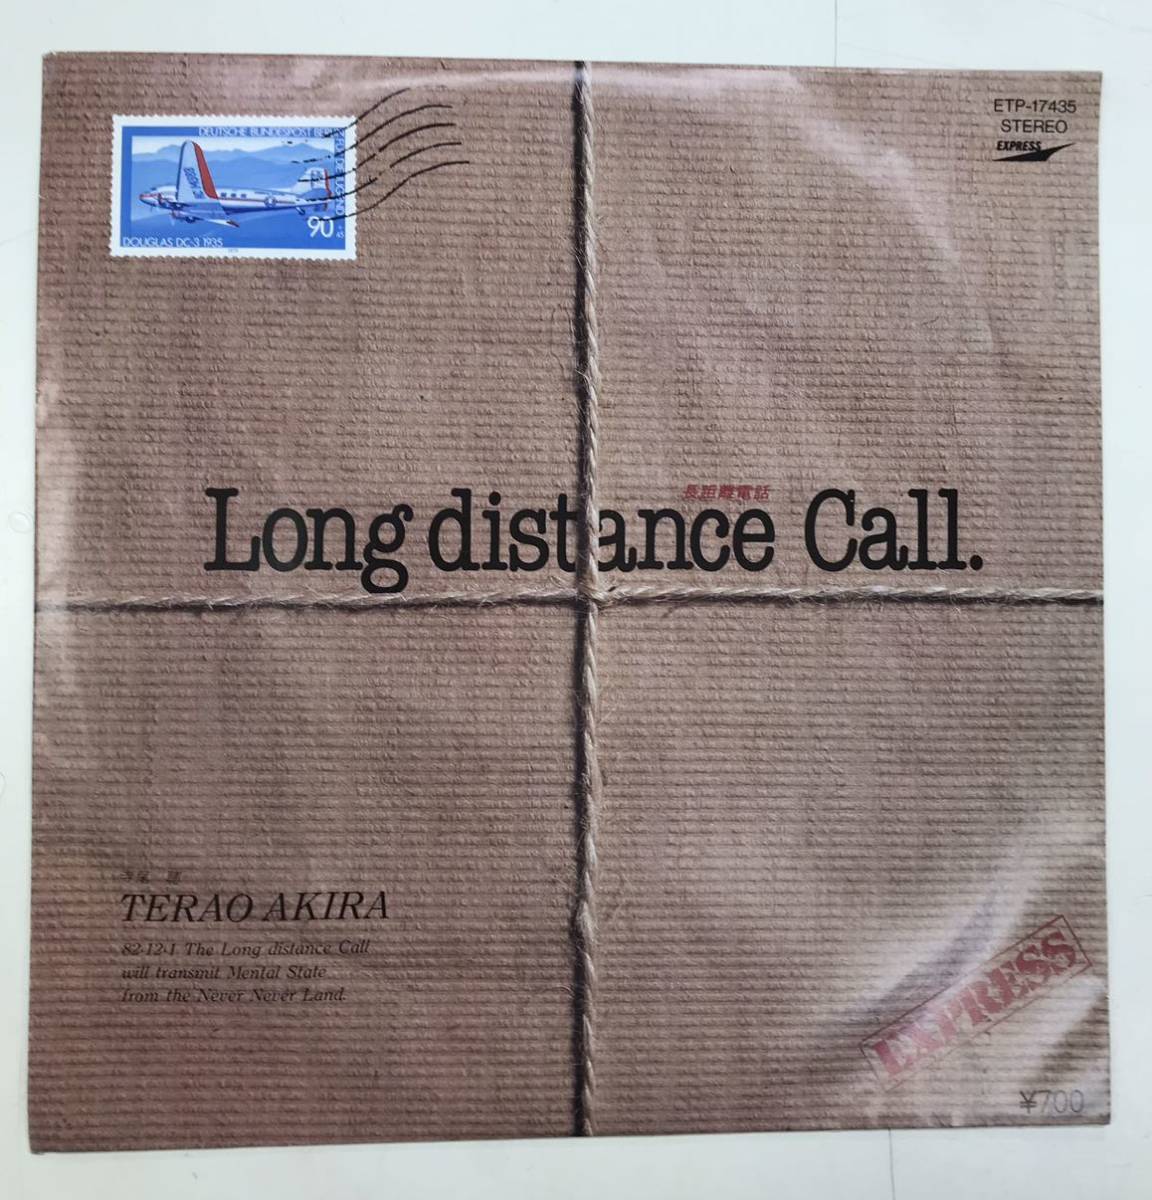 DEUTSCHE BUNDESPOST BERLIN
90
+45
DOUGLAS DC-3 1935
ETP-17435
STEREO
EXPRESS
長距離電話
Long distance Call.
寺尾 聰
TERAO AKIRA
82·12·1 The Long distance Call
will transmit Mental State
from the Never Never Land.
EXPRESS
¥700